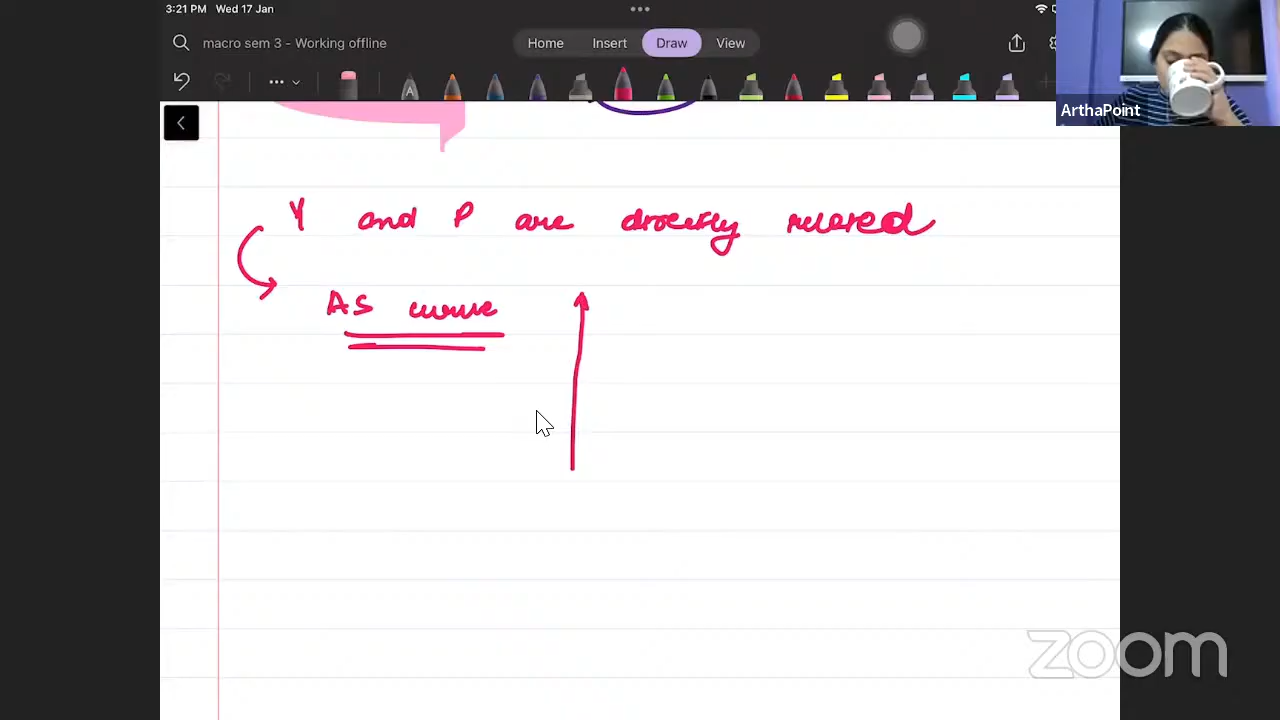 3:21 PM Wed 17 Jan
macro sem 3 - Working offline
Home Insert Draw View
A
ArthaPoint
Y and P are directly related
AS curve
zoom